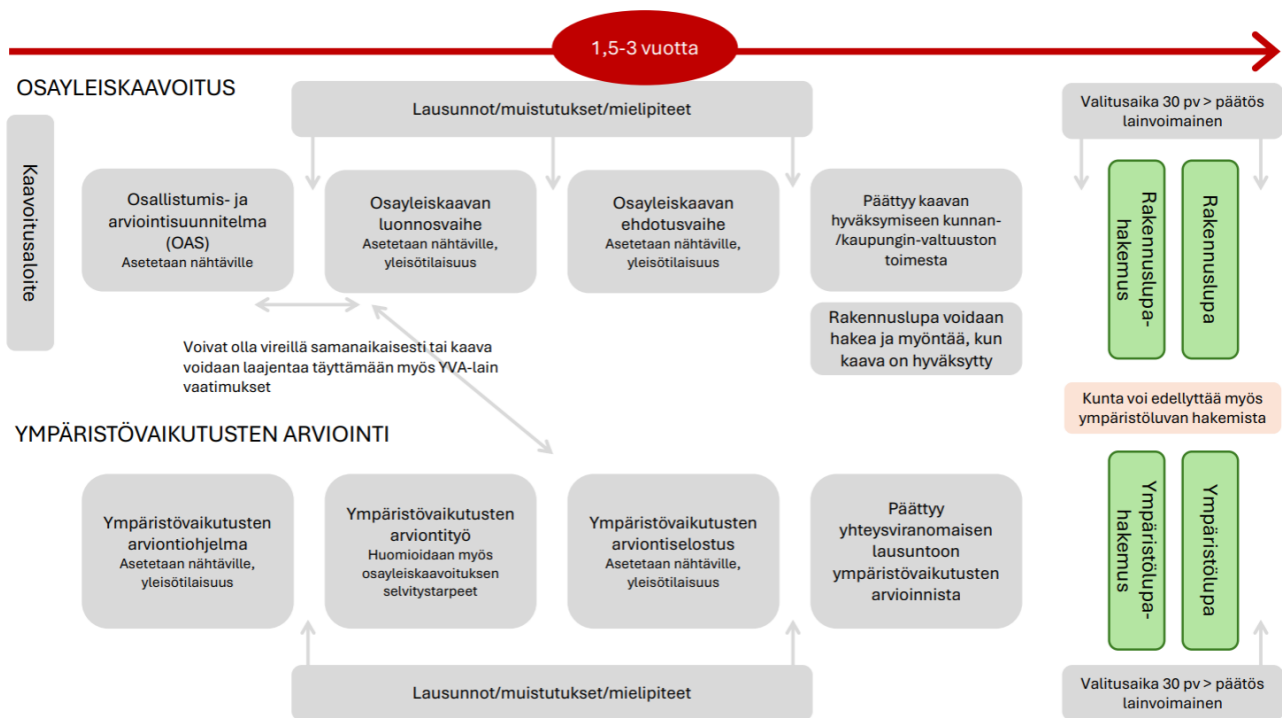 1,5-3 vuotta
OSAYLEISKAAVOITUS
Kaavoitusaloite
Lausunnot/muistutukset/mielipiteet
Valitusaika 30 pv > päätös
lainvoimainen
Osallistumis- ja
arviointisuunnitelma
(OAS)
Asetetaan nähtäville
Osayleiskaavan
luonnosvaihe
Asetetaan nähtäville,
yleisötilaisuus
Osayleiskaavan
ehdotusvaihe
Asetetaan nähtäville,
yleisötilaisuus
Päättyy kaavan
hyväksymiseen kunnan-
/kaupungin-valtuuston
toimesta
Rakennuslupa-
hakemus
Rakennuslupa
Rakennuslupa voidaan
hakea ja myöntää, kun
kaava on hyväksytty
Voivat olla vireillä samanaikaisesti tai kaava
voidaan laajentaa täyttämään myös YVA-lain
vaatimukset
Kunta voi edellyttää myös
ympäristöluvan hakemista
YMPÄRISTÖVAIKUTUSTEN ARVIOINTI
Ympäristövaikutusten
arviontiohjelma
Asetetaan nähtäville,
yleisötilaisuus
Ympäristövaikutusten
arviontityö
Huomioidaan myös
osayleiskaavoituksen
selvitystarpeet
Ympäristövaikutusten
arviontiselostus
Asetetaan nähtäville,
yleisötilaisuus
Päättyy
yhteysviranomaisen
lausuntoon
ympäristövaikutusten
arvioinnista
Ympäristölupa-
hakemus
Ympäristölupa
Lausunnot/muistutukset/mielipiteet
Valitusaika 30 pv > päätös
lainvoimainen